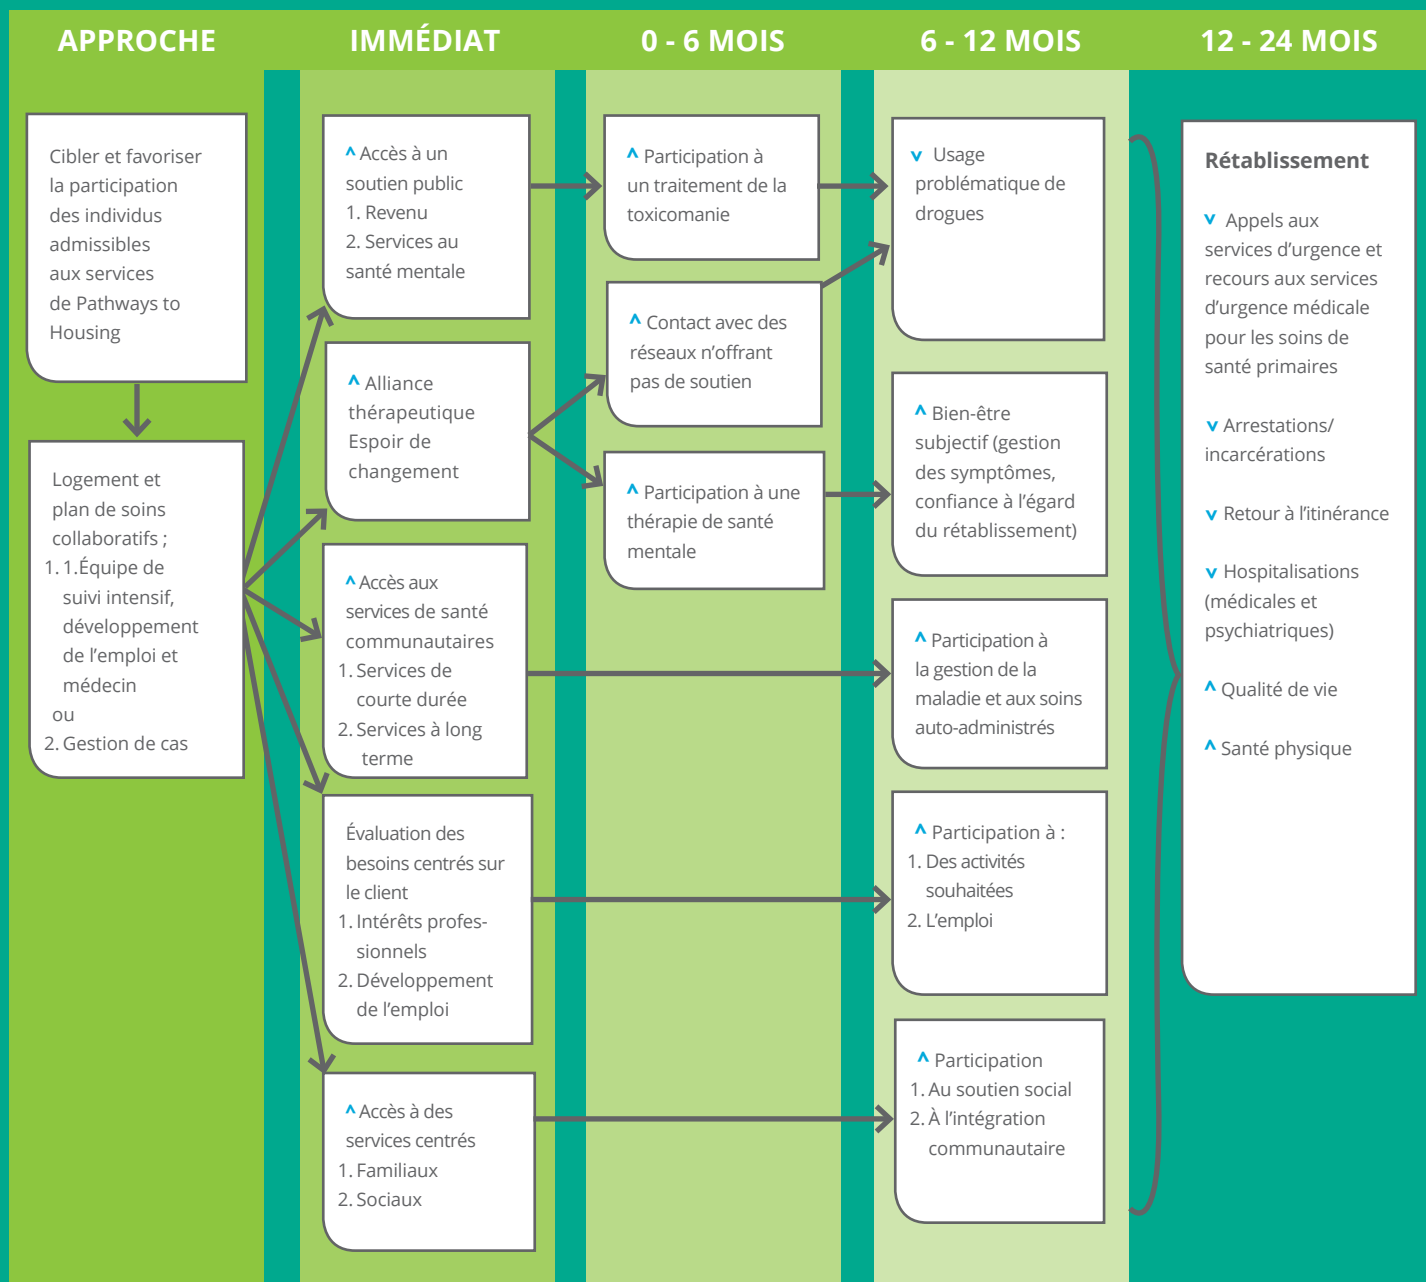 APPROCHE
IMMÉDIAT
0 - 6 MOIS
6 - 12 MOIS
12 - 24 MOIS
Cibler et favoriser
la participation
des individus
admissibles
aux services
de Pathways to
Housing
Logement et
plan de soins
collaboratifs ;
1. 1.Équipe de
suivi intensif,
développement
de l’emploi et
médecin
ou
2. Gestion de cas
^ Accès à un
soutien public
1. Revenu
2. Services au
santé mentale
^ Alliance
thérapeutique
Espoir de
changement
^ Accès aux
services de santé
communautaires
1. Services de
courte durée
2. Services à long
terme
Évaluation des
besoins centrés sur
le client
1. Intérêts profes-
sionnels
2. Développement
de l’emploi
^ Accès à des
services centrés
1. Familiaux
2. Sociaux
^ Participation à
un traitement de la
toxicomanie
^ Contact avec des
réseaux n’offrant
pas de soutien
^ Participation à une
thérapie de santé
mentale
v Usage
problématique de
drogues
^ Bien-être
subjectif (gestion
des symptômes,
confiance à l’égard
du rétablissement)
^ Participation à
la gestion de la
maladie et aux soins
auto-administrés
^ Participation à :
1. Des activités
souhaitées
2. L’emploi
^ Participation
1. Au soutien social
2. À l’intégration
communautaire
Rétablissement
v Appels aux
services d’urgence et
recours aux services
d’urgence médicale
pour les soins de
santé primaires
v Arrestations/
incarcérations
v Retour à l’itinérance
v Hospitalisations
(médicales et
psychiatriques)
^ Qualité de vie
^ Santé physique